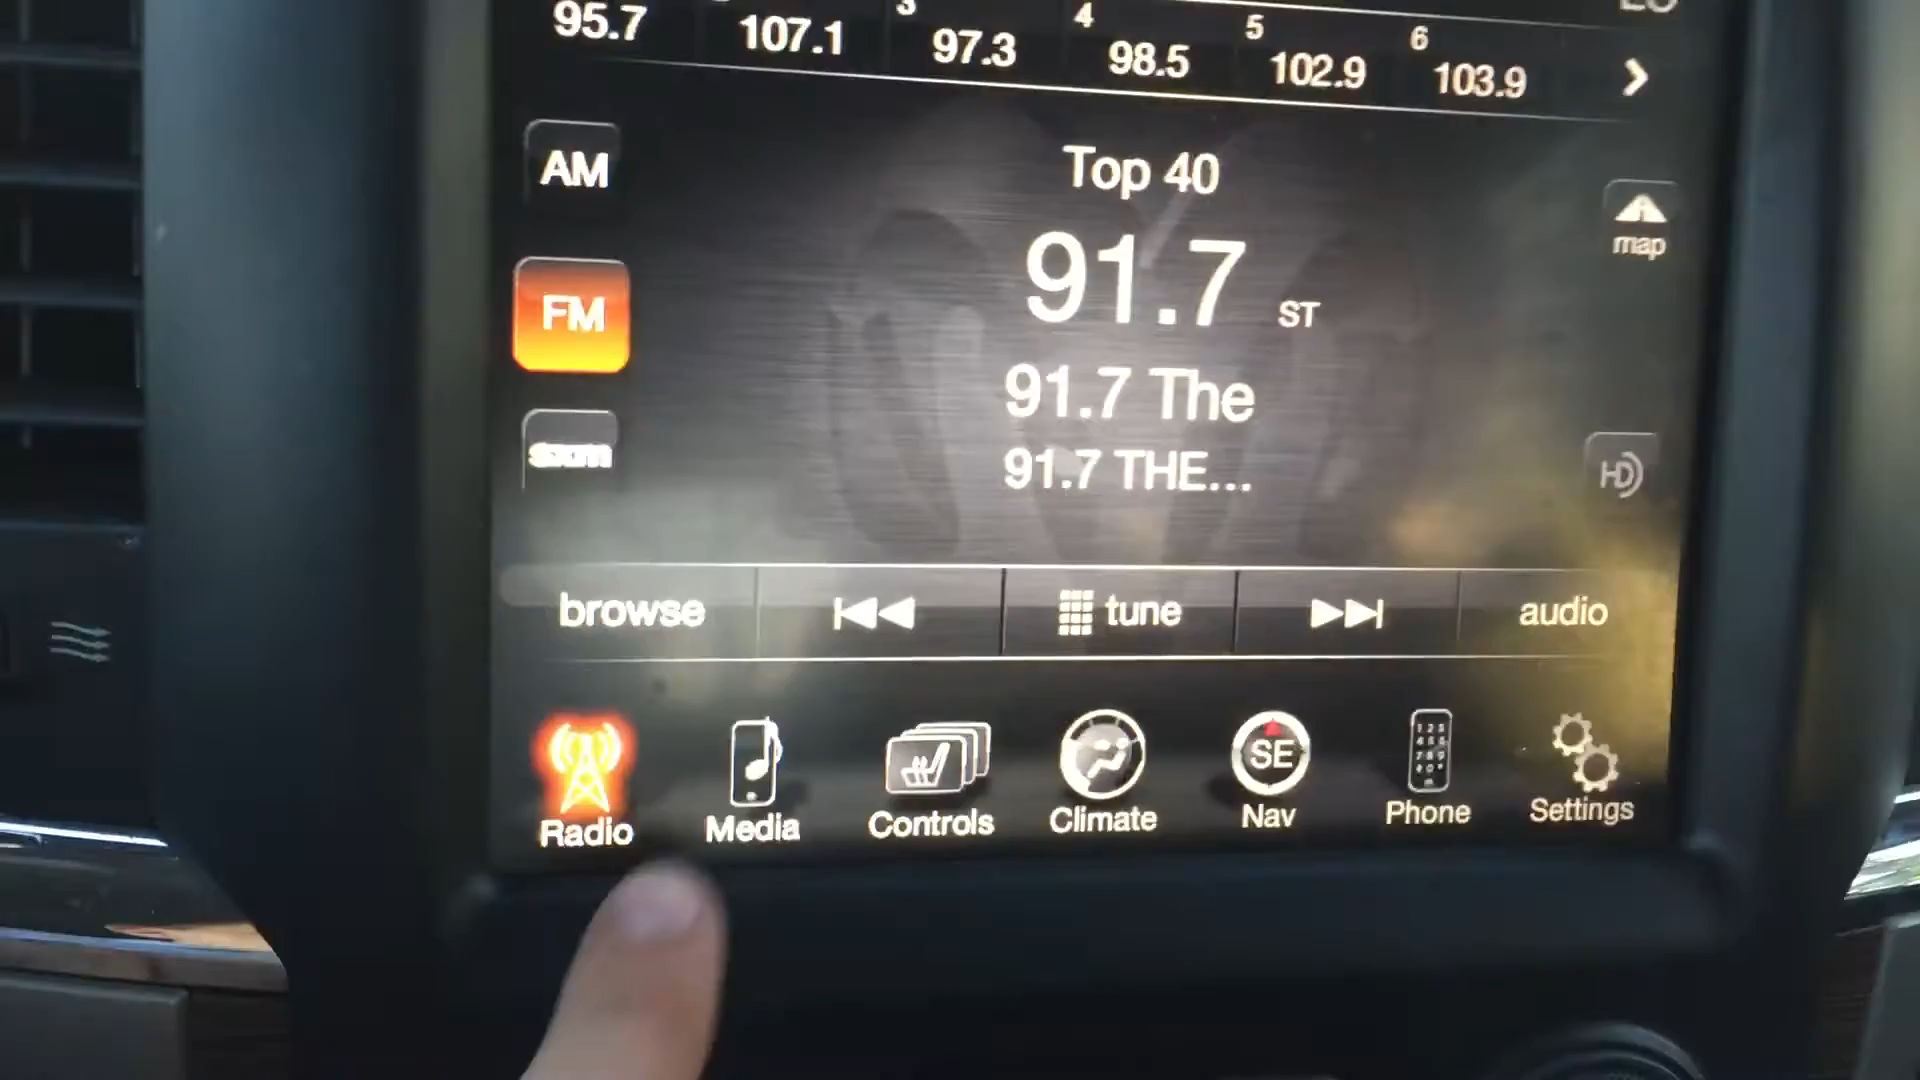 95.7
107.1
3 97.3
4 98.5
5 102.9
6 103.9
AM
Top 40
map
91.7 ST
FM
91.7 The
sxm
91.7 THE...
HD
browse
tune
audio
SE
Radio
Media
Controls
Climate
Nav
Phone
Settings